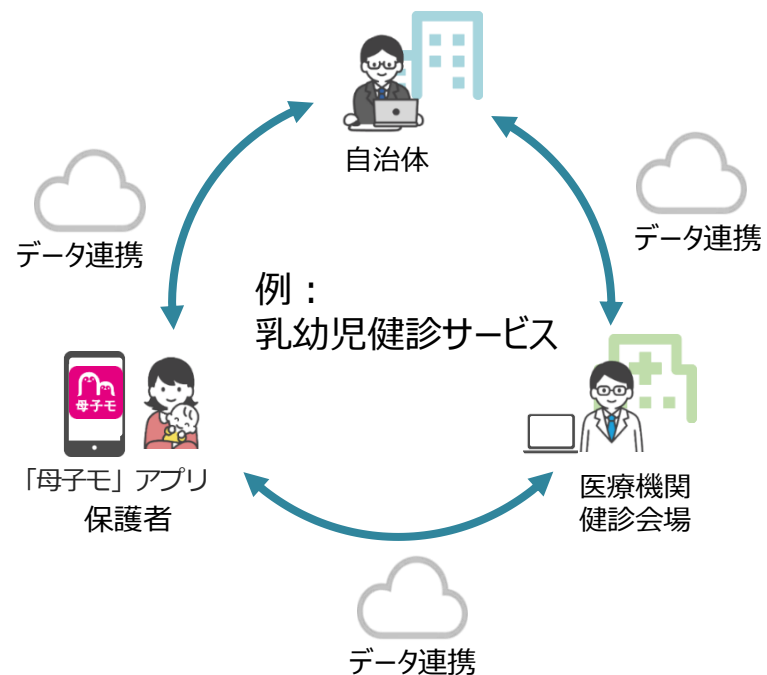 自治体
データ連携
データ連携
例：
乳幼児健診サービス
母子モ
「母子モ」アプリ
保護者
医療機関
健診会場
データ連携